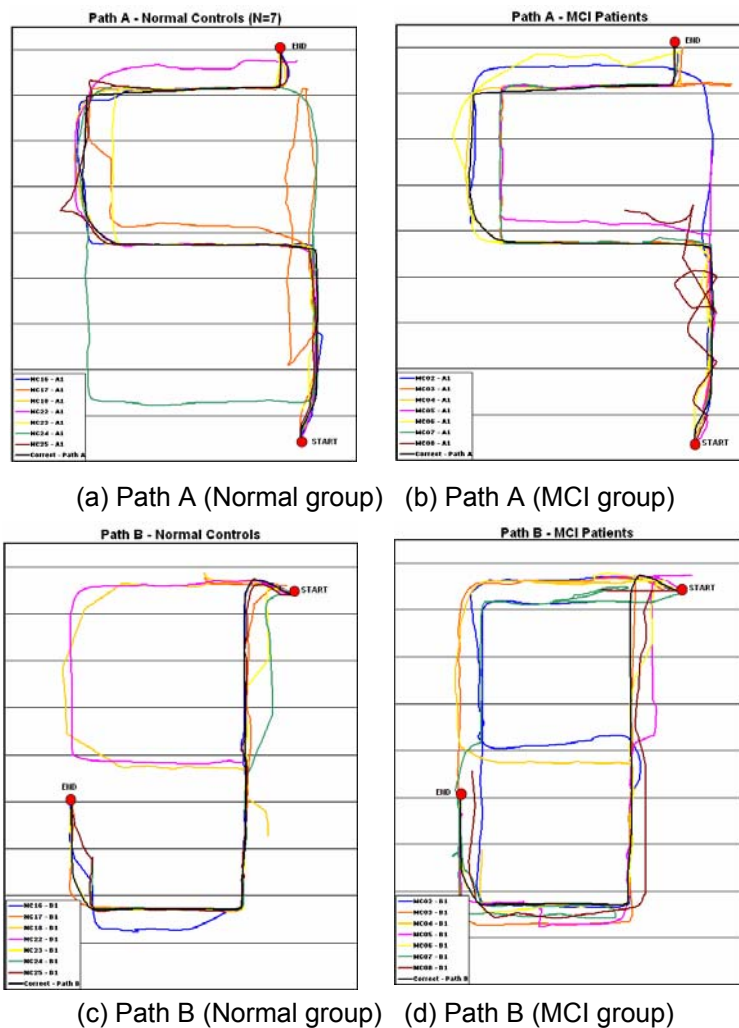 Path A - Normal Controls (N=7)
END
START
NC16 - A1
NC17 - A1
NC18 - A1
NC22 - A1
NC23 - A1
NC24 - A1
NC25 - A1
Correct - Path A
Path A - MCI Patients
END
START
MC02 - A1
MC03 - A1
MC04 - A1
MC05 - A1
MC06 - A1
MC07 - A1
MC08 - A1
Correct - Path A
(a) Path A (Normal group) (b) Path A (MCI group)
Path B - Normal Controls
START
END
NC16 - B1
NC17 - B1
NC18 - B1
NC22 - B1
NC23 - B1
NC24 - B1
NC25 - B1
Correct - Path B
Path B - MCI Patients
START
END
MC02 - B1
MC03 - B1
MC04 - B1
MC05 - B1
MC06 - B1
MC07 - B1
MC08 - B1
Correct - Path B
(c) Path B (Normal group) (d) Path B (MCI group)